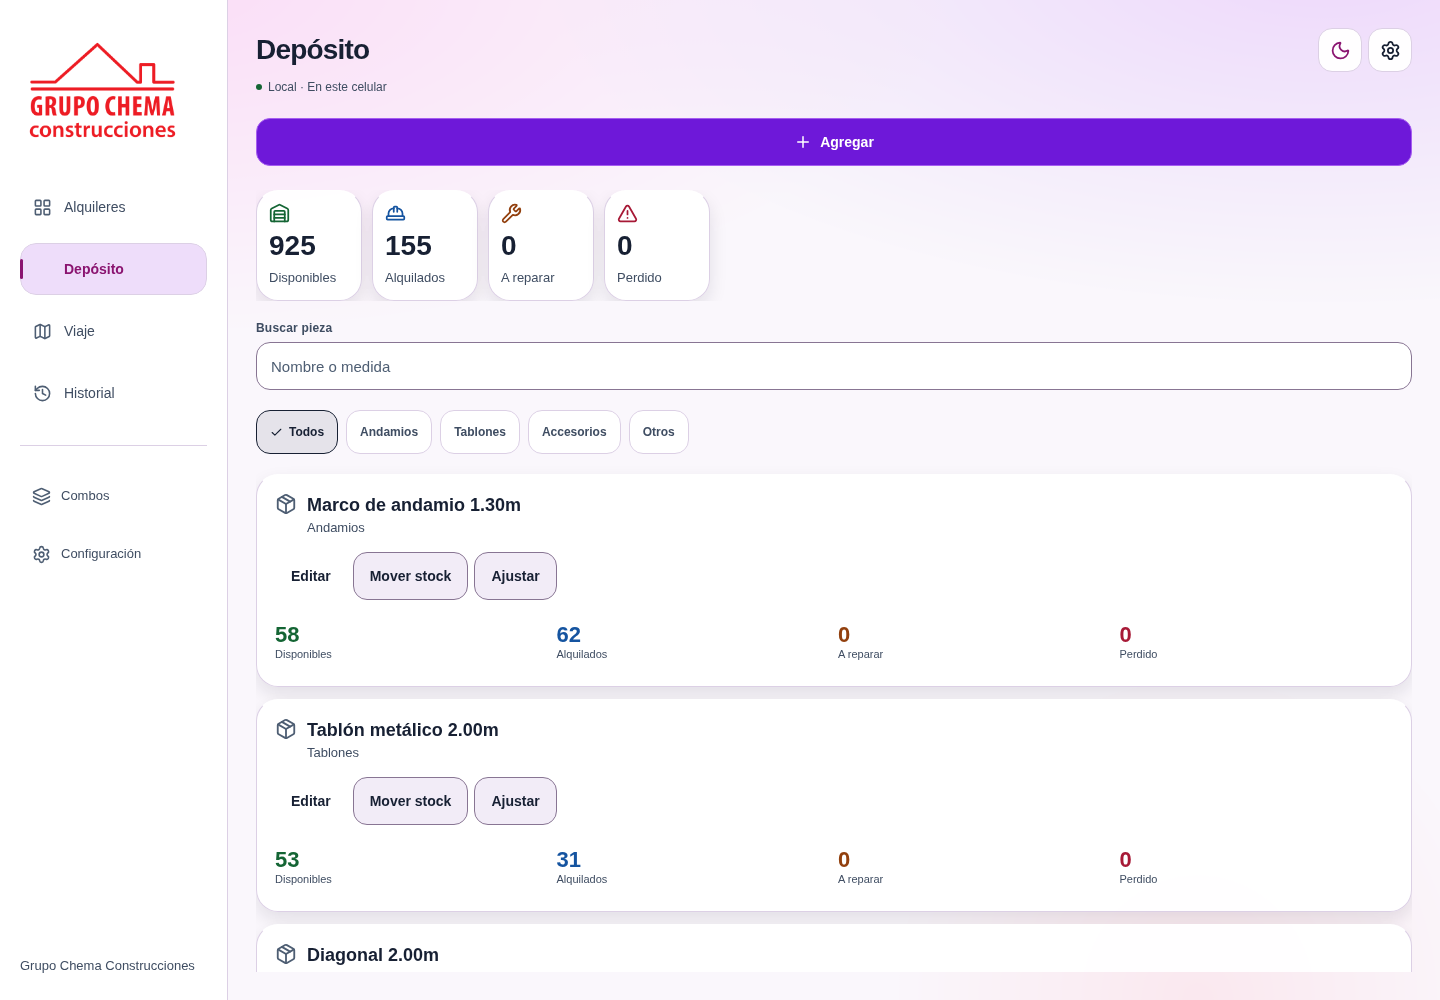 GRUPO CHEMA
construcciones
Alquileres
Depósito
Viaje
Historial
Combos
Configuración
Grupo Chema Construcciones
Depósito
Local · En este celular
Agregar
925
Disponibles
155
Alquilados
0
A reparar
0
Perdido
Buscar pieza
Nombre o medida
Todos
Andamios
Tablones
Accesorios
Otros
Marco de andamio 1.30m
Andamios
Editar
Mover stock
Ajustar
58
Disponibles
62
Alquilados
0
A reparar
0
Perdido
Tablón metálico 2.00m
Tablones
Editar
Mover stock
Ajustar
53
Disponibles
31
Alquilados
0
A reparar
0
Perdido
Diagonal 2.00m